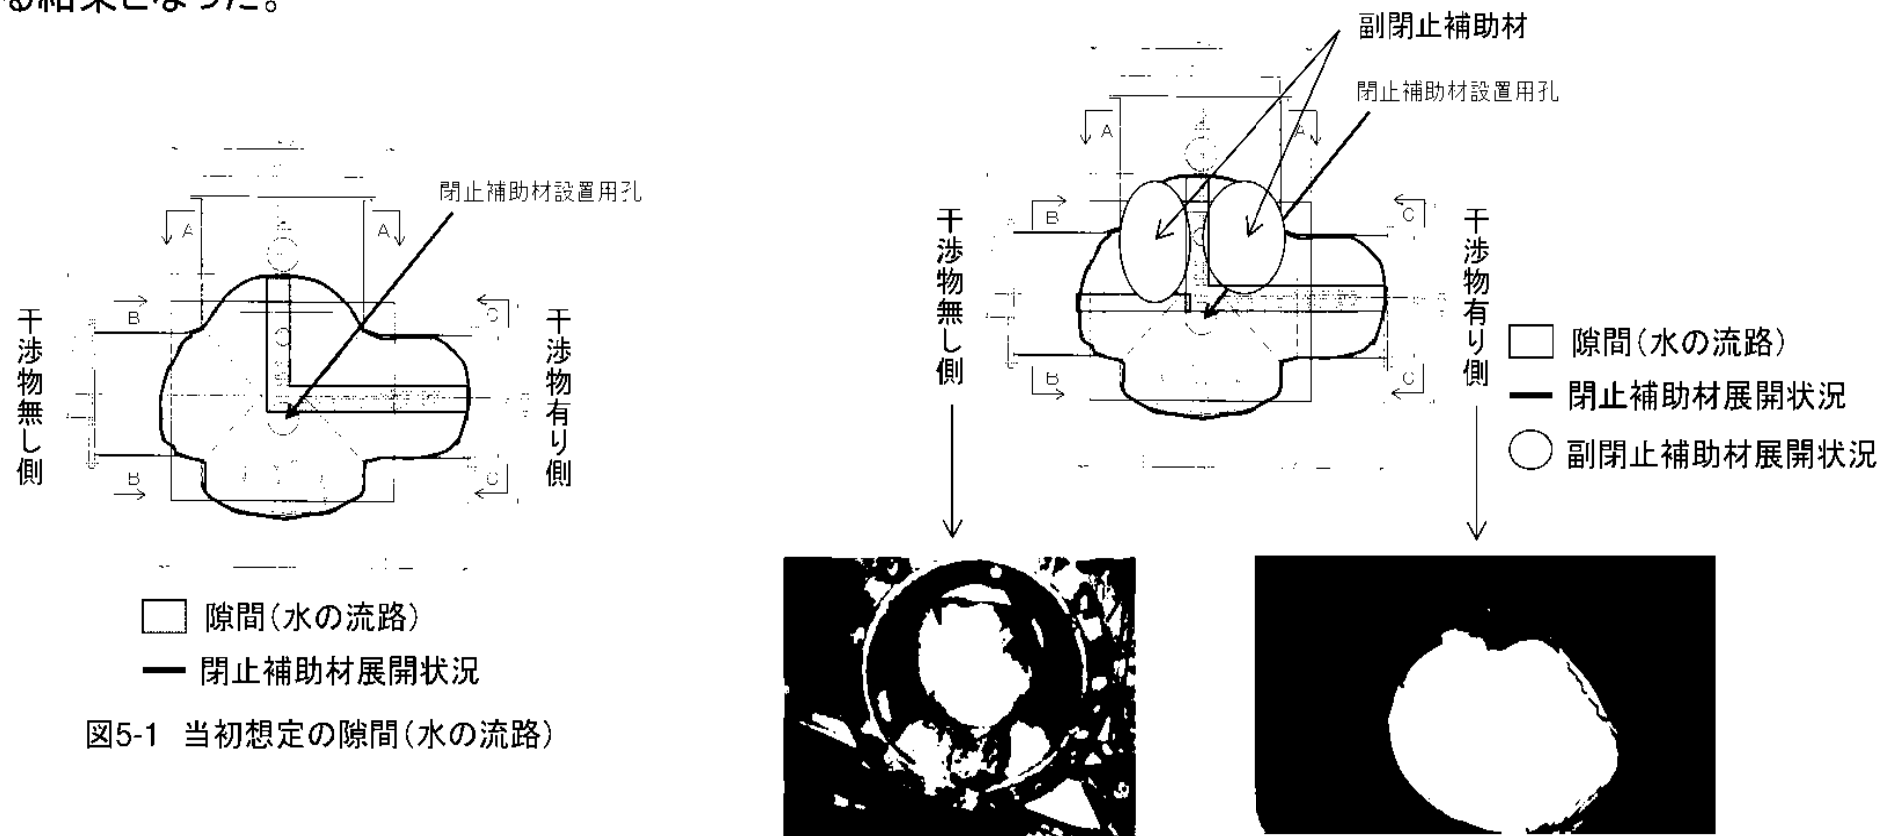 る結果となった。
閉止補助材設置用孔
A
A
B
C
B
C
干渉物無し側
干渉物有り側
隙間(水の流路)
閉止補助材展開状況
図5-1 当初想定の隙間(水の流路)
副閉止補助材
閉止補助材設置用孔
A
A
B
C
B
C
干渉物無し側
干渉物有り側
隙間(水の流路)
閉止補助材展開状況
副閉止補助材展開状況